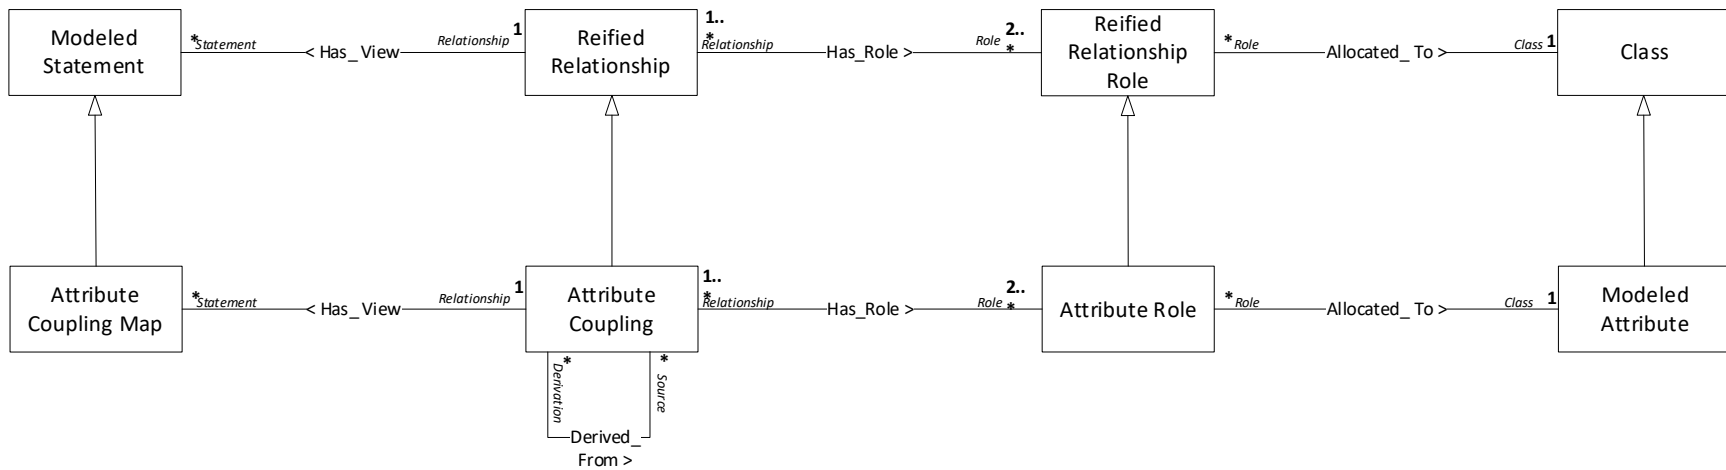 Modeled
Statement
*
Statement
< Has_View
Relationship
1
Reified
Relationship
1..
*
Relationship
Has_Role >
Role
2..
*
Reified
Relationship
Role
*
Role
Allocated_ To >
Class
1
Class
Attribute
Coupling Map
*
Statement
< Has_View
Relationship
1
Attribute
Coupling
1..
*
Relationship
Has_Role >
Role
2..
*
Attribute Role
*
Role
Allocated_ To >
Class
1
Modeled
Attribute
*
Derivation
*
Source
Derived_
From >